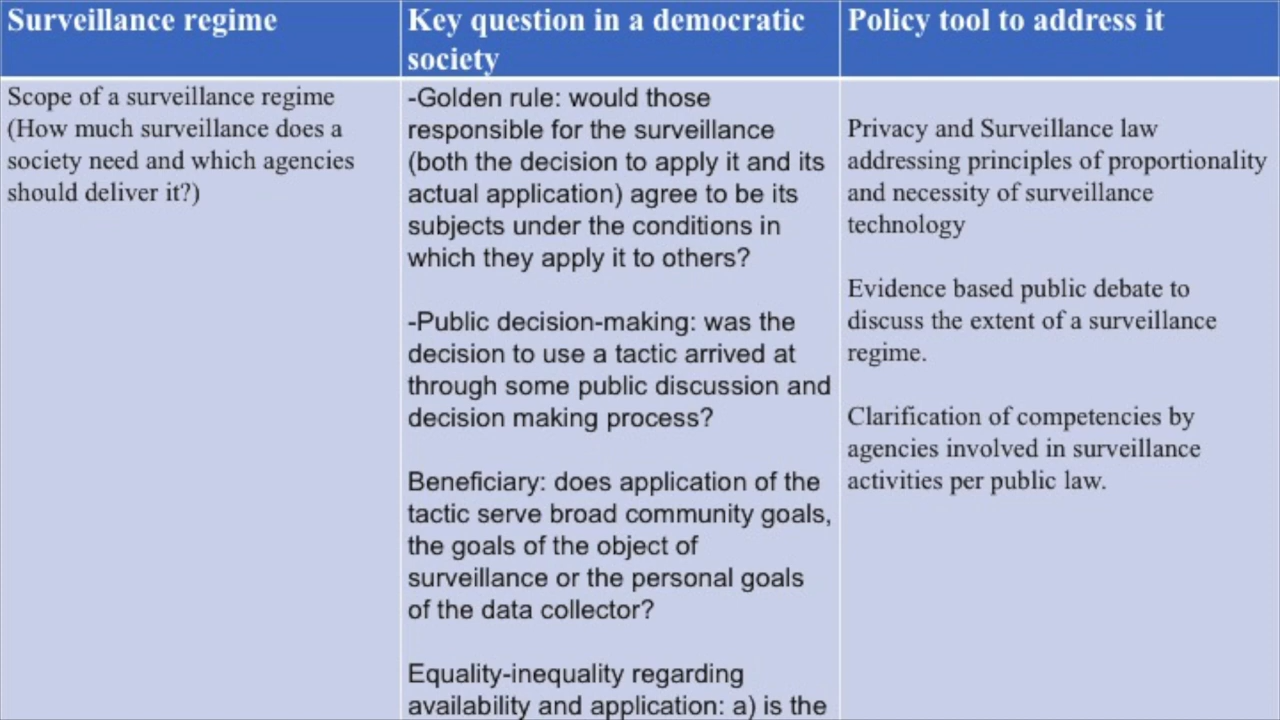 Surveillance regime
Key question in a democratic
society
Policy tool to address it
Scope of a surveillance regime
(How much surveillance does a
society need and which agencies
should deliver it?)
-Golden rule: would those
responsible for the surveillance
(both the decision to apply it and its
actual application) agree to be its
subjects under the conditions in
which they apply it to others?
-Public decision-making: was the
decision to use a tactic arrived at
through some public discussion and
decision making process?
Beneficiary: does application of the
tactic serve broad community goals,
the goals of the object of
surveillance or the personal goals
of the data collector?
Equality-inequality regarding
availability and application: a) is the
Privacy and Surveillance law
addressing principles of proportionality
and necessity of surveillance
technology
Evidence based public debate to
discuss the extent of a surveillance
regime.
Clarification of competencies by
agencies involved in surveillance
activities per public law.